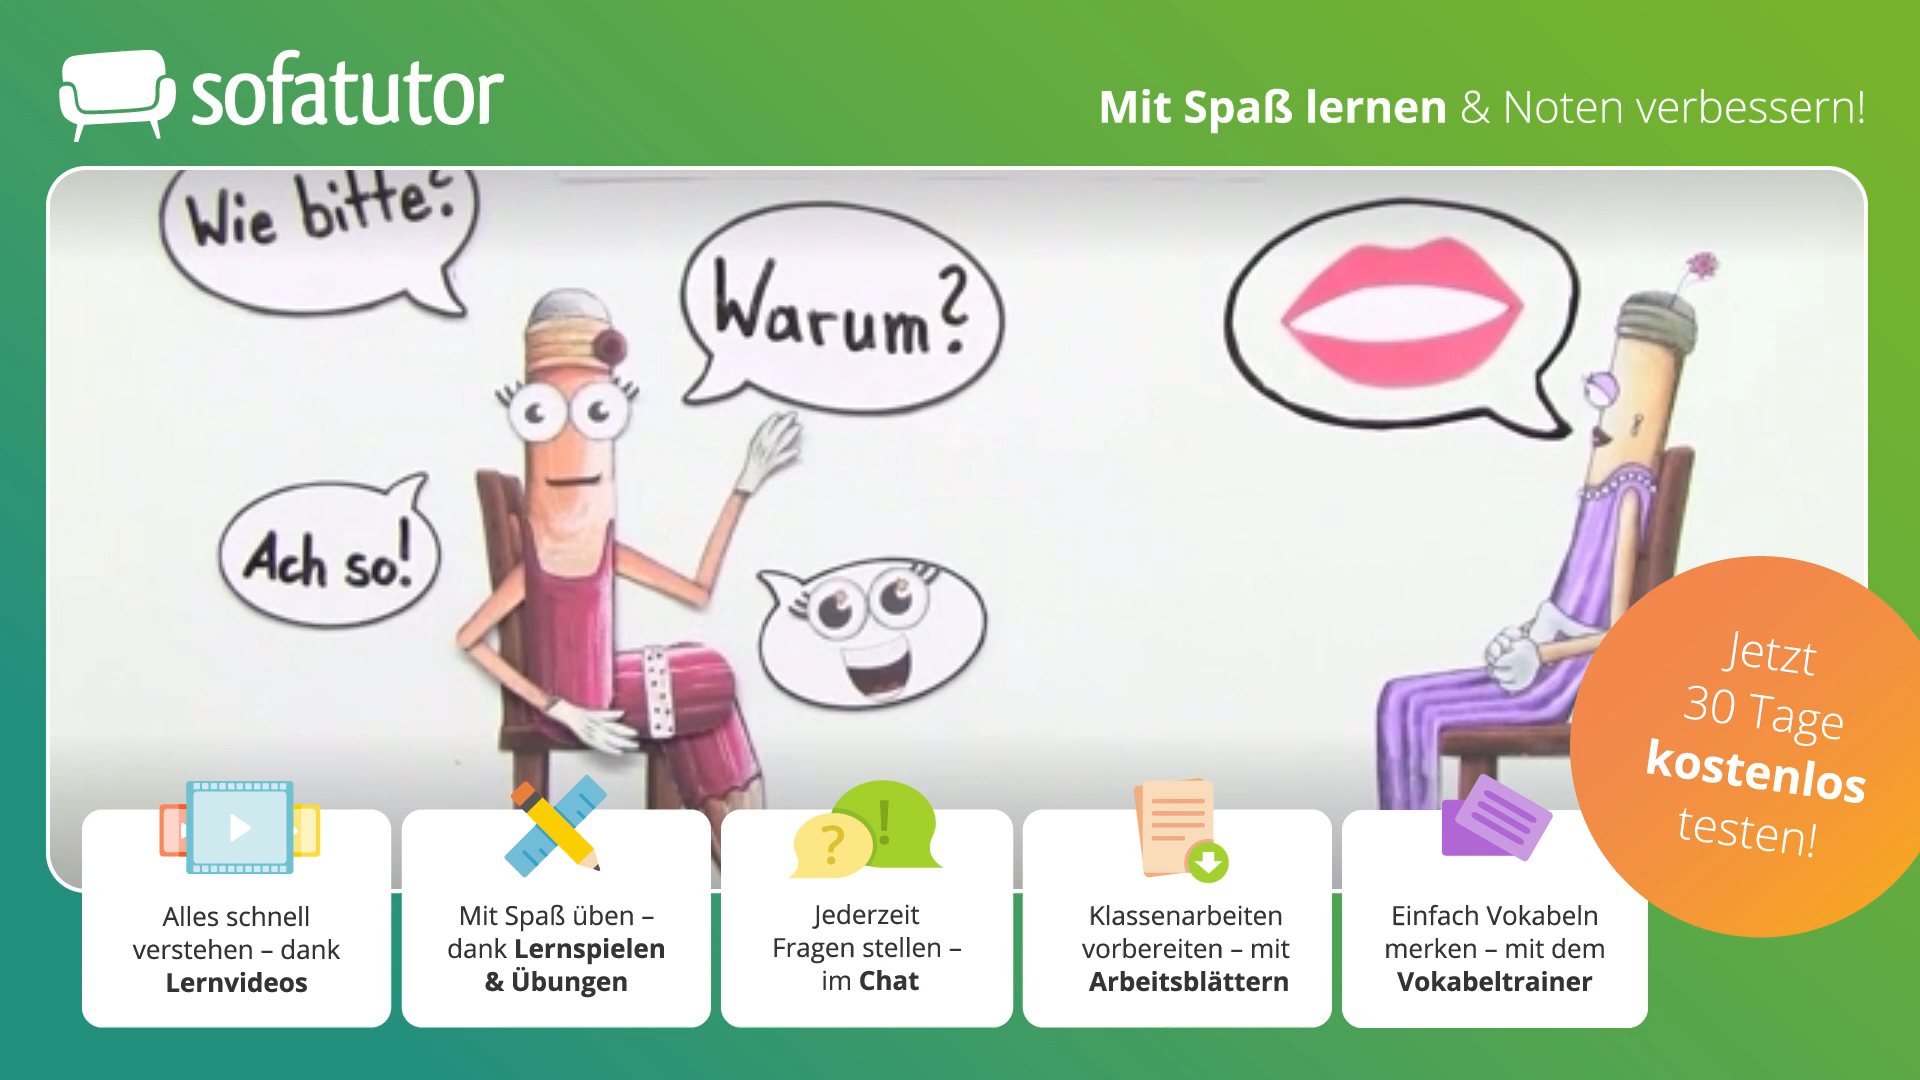 sofatutor
Mit Spaß lernen & Noten verbessern!
Wie bitte?
Warum?
Ach so!
Jetzt
30 Tage
kostenlos
testen!
?
!
Alles schnell
verstehen – dank
Lernvideos
Mit Spaß üben –
dank Lernspielen
& Übungen
Jederzeit
Fragen stellen –
im Chat
Klassenarbeiten
vorbereiten – mit
Arbeitsblättern
Einfach Vokabeln
merken – mit dem
Vokabeltrainer